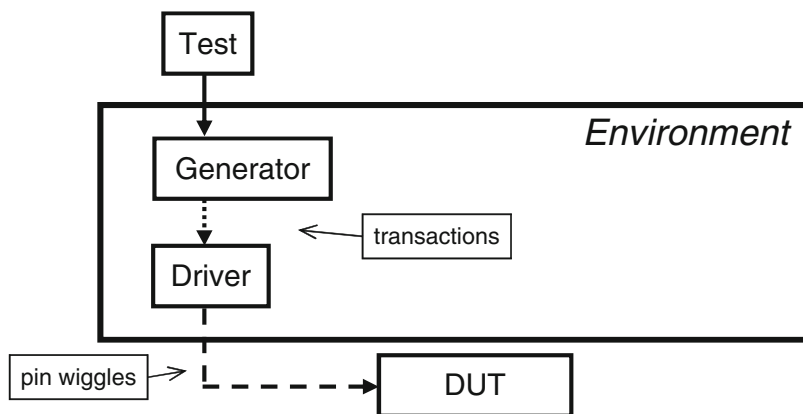 Test
Environment
Generator
transactions
Driver
pin wiggles
DUT